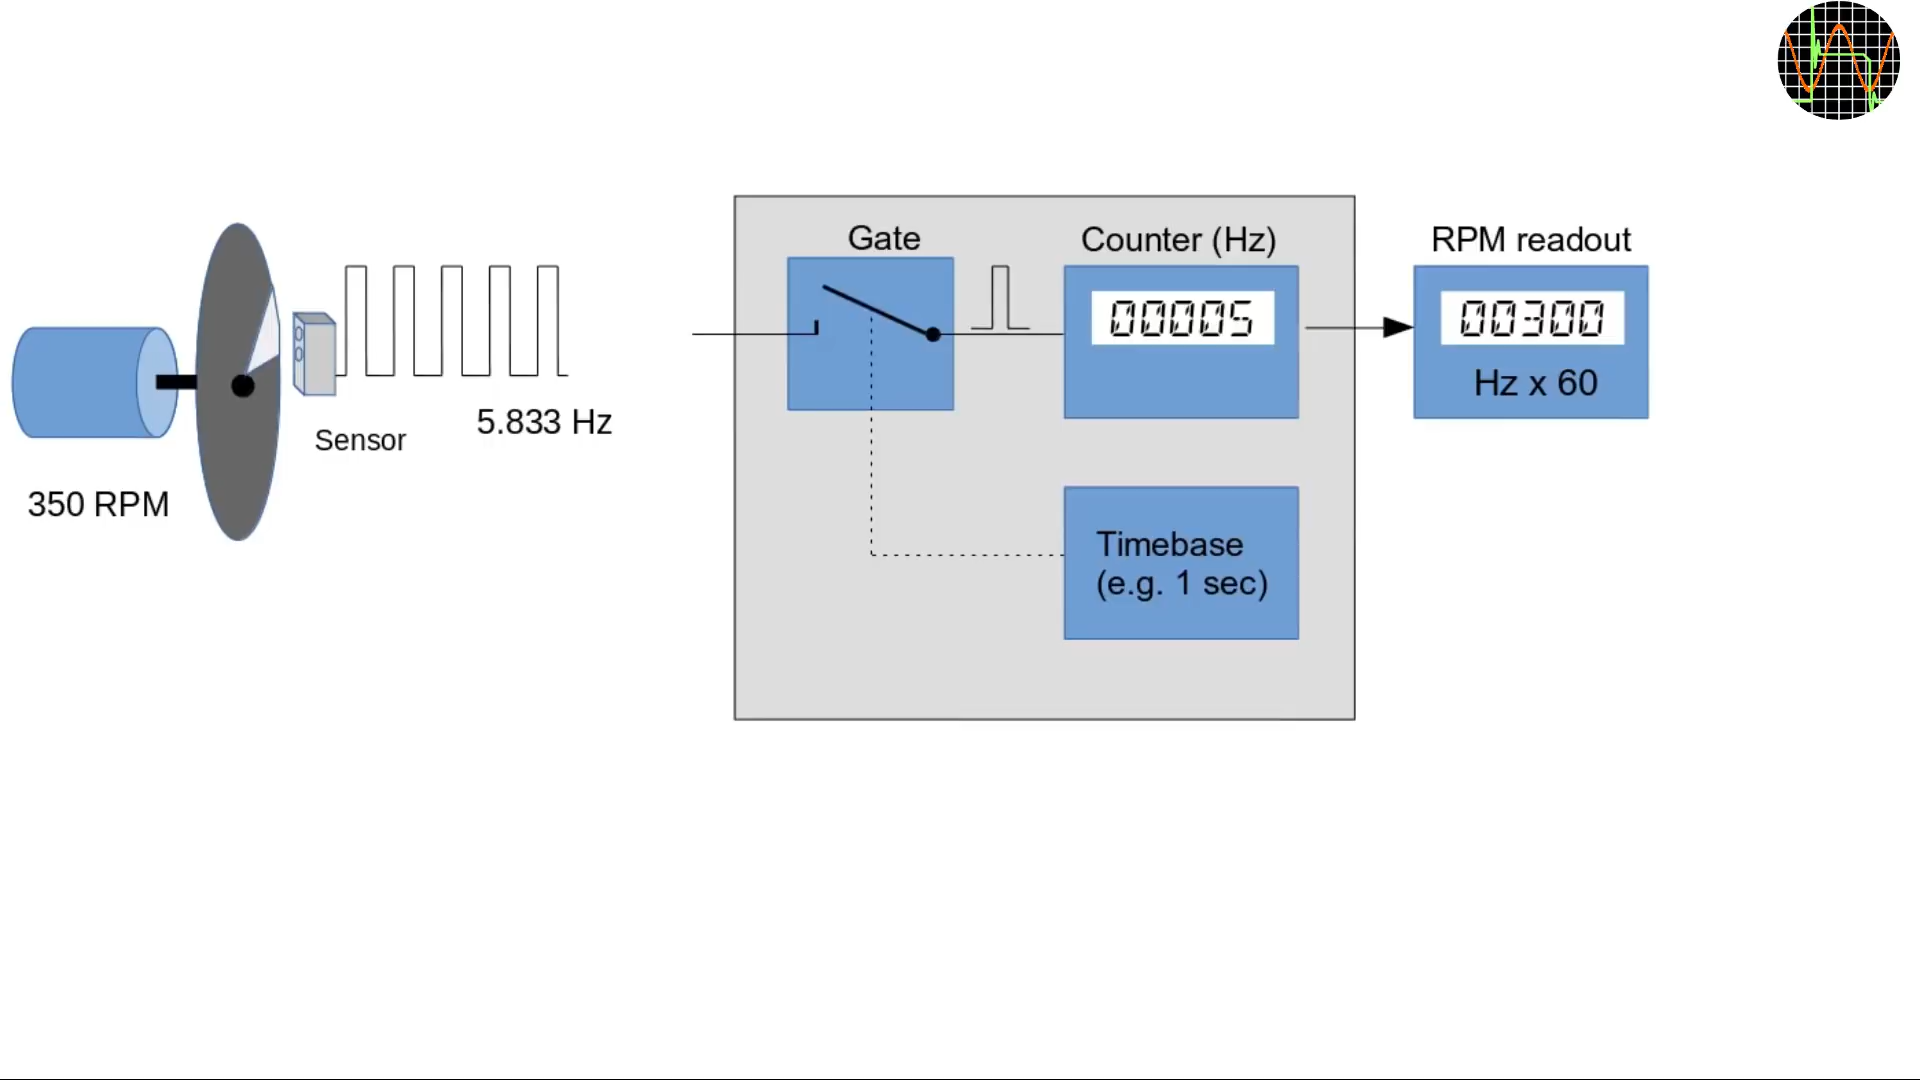 Gate
Counter (Hz)
RPM readout
00005
00300
Hz x 60
5.833 Hz
Sensor
350 RPM
Timebase
(e.g. 1 sec)